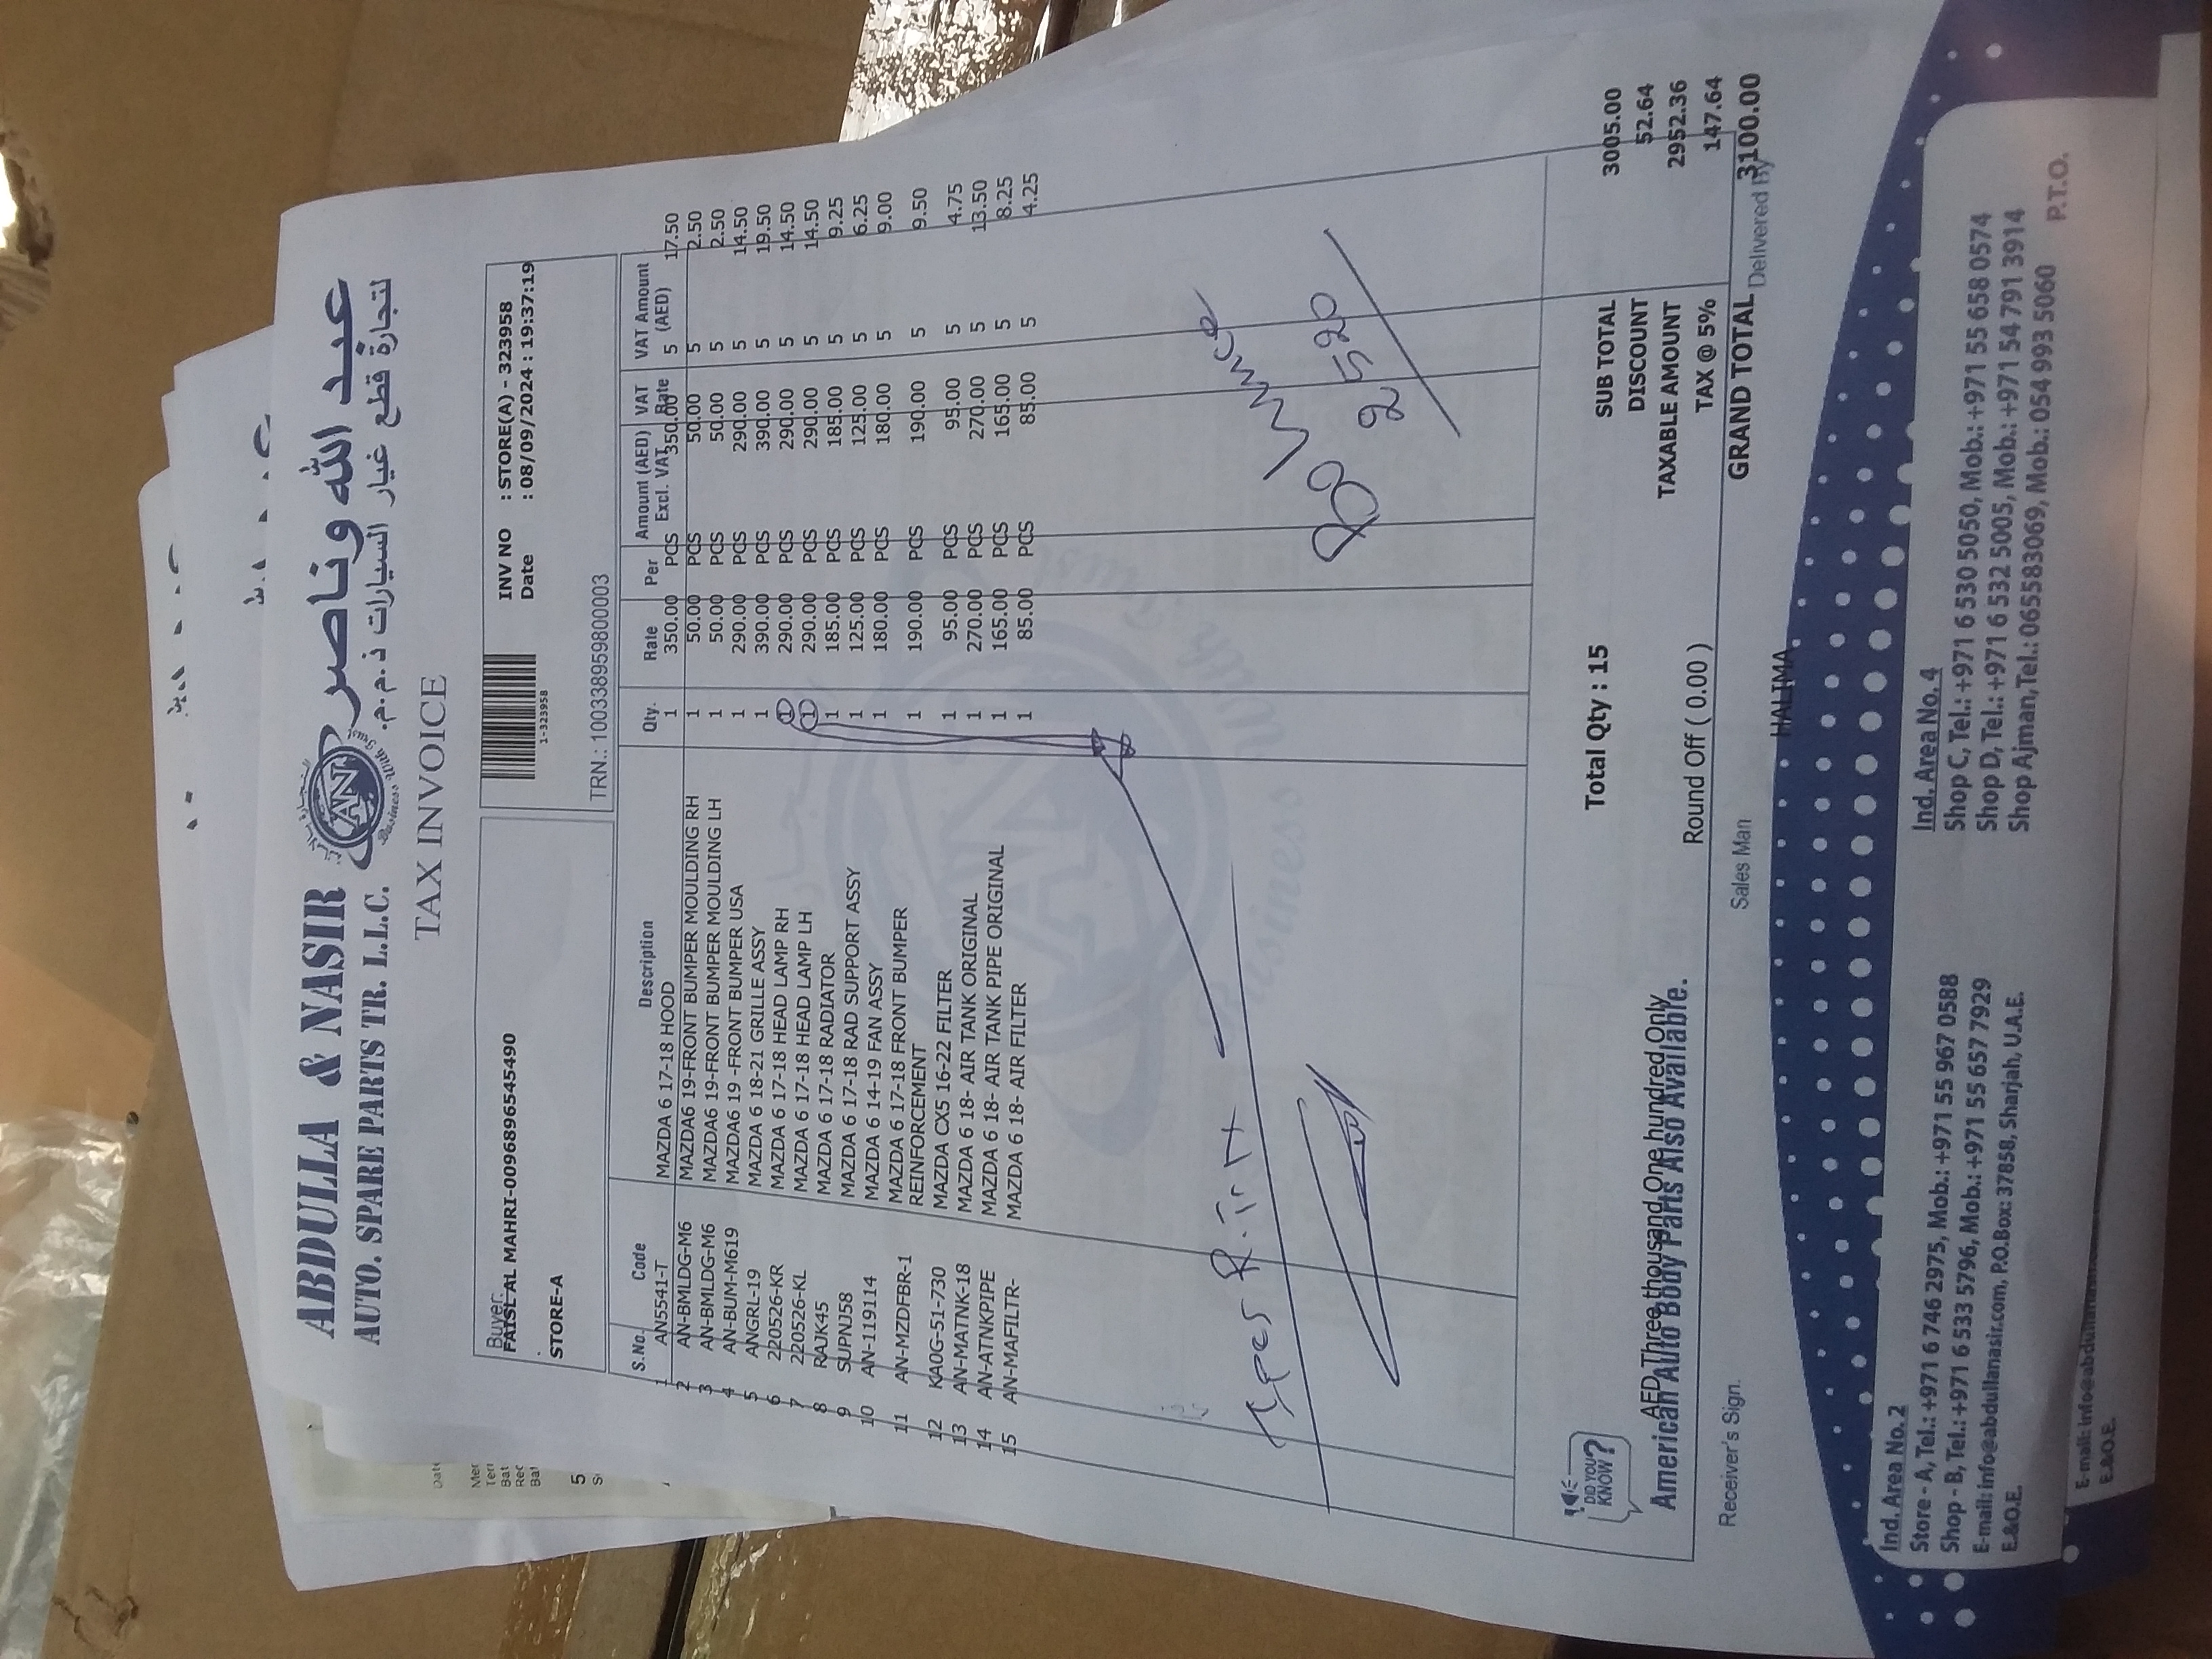 ABDULLA & NASIR
AUTO. SPARE PARTS TR. L.L.C.
عبد الله وناصر
لتجارة قطع غيار السيارات ذ.م.م.
AN
Business With Trust
TAX INVOICE
Buyer:
FAISL AL MAHRI-0096896545490
STORE-A
1-323958
INV NO : STORE(A) - 323958
Date : 08/09/2024 : 19:37:19
TRN.: 100338959800003
S.No. Code Description Qty. Rate Per Amount (AED) Excl. VAT VAT Rate VAT Amount (AED)
1 AN5541-T MAZDA 6 17-18 HOOD 1 350.00 PCS 350.00 5 17.50
2 AN-BMLDG-M6 MAZDA6 19-FRONT BUMPER MOULDING RH 1 50.00 PCS 50.00 5 2.50
3 AN-BMLDG-M6 MAZDA6 19-FRONT BUMPER MOULDING LH 1 50.00 PCS 50.00 5 2.50
4 AN-BUM-M619 MAZDA6 19 -FRONT BUMPER USA 1 290.00 PCS 290.00 5 14.50
5 ANGRL-19 MAZDA 6 18-21 GRILLE ASSY 1 390.00 PCS 390.00 5 19.50
6 220526-KR MAZDA 6 17-18 HEAD LAMP RH 1 290.00 PCS 290.00 5 14.50
7 220526-KL MAZDA 6 17-18 HEAD LAMP LH 1 290.00 PCS 290.00 5 14.50
8 RAJK45 MAZDA 6 17-18 RADIATOR 1 185.00 PCS 185.00 5 9.25
9 SUPNJ58 MAZDA 6 17-18 RAD SUPPORT ASSY 1 125.00 PCS 125.00 5 6.25
10 AN-119114 MAZDA 6 14-19 FAN ASSY 1 180.00 PCS 180.00 5 9.00
11 AN-MZDFBR-1 MAZDA 6 17-18 FRONT BUMPER REINFORCEMENT 1 190.00 PCS 190.00 5 9.50
12 KA0G-51-730 MAZDA CX5 16-22 FILTER 1 95.00 PCS 95.00 5 4.75
13 AN-MATNK-18 MAZDA 6 18- AIR TANK ORIGINAL 1 270.00 PCS 270.00 5 13.50
14 AN-ATNKPIPE MAZDA 6 18- AIR TANK PIPE ORIGINAL 1 165.00 PCS 165.00 5 8.25
15 AN-MAFILTR- MAZDA 6 18- AIR FILTER 1 85.00 PCS 85.00 5 4.25
2520
Total Qty : 15
SUB TOTAL 3005.00
DISCOUNT 52.64
TAXABLE AMOUNT 2952.36
TAX @ 5% 147.64
Round Off ( 0.00 )
GRAND TOTAL 3100.00
DID YOU KNOW?
AED Three thousand One hundred Only
American Auto Body Parts Also Available.
Receiver's Sign.
Sales Man
Delivered By
HALIMA
Ind. Area No. 2
Store - A, Tel.: +971 6 746 2975, Mob.: +971 55 967 0588
Shop - B, Tel.: +971 6 533 5796, Mob.: +971 55 657 7929
E-mail: info@abdullanasir.com, P.O.Box: 37858, Sharjah, U.A.E.
E.&O.E.
Ind. Area No. 4
Shop C, Tel.: +971 6 530 5050, Mob.: +971 55 658 0574
Shop D, Tel.: +971 6 532 5005, Mob.: +971 54 791 3914
Shop Ajman, Tel.: 065583069, Mob.: 054 993 5060
P.T.O.
E.&O.E.